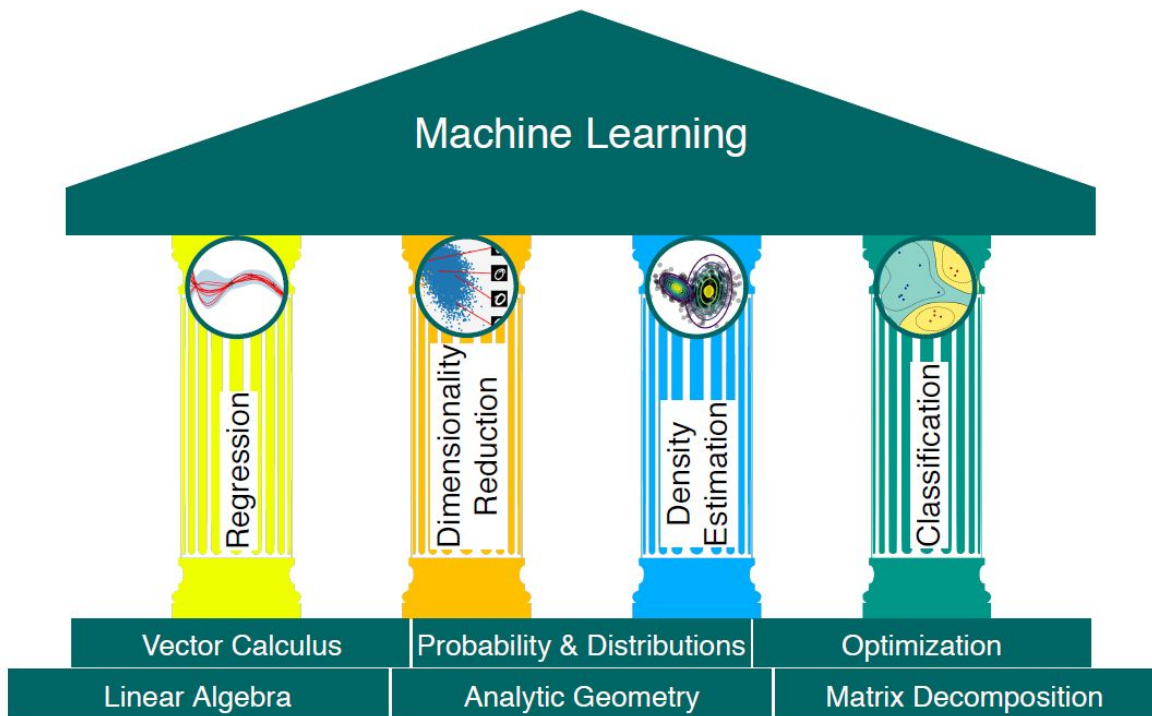 Machine Learning
Regression
Dimensionality
Reduction
Density
Estimation
Classification
Vector Calculus
Probability & Distributions
Optimization
Linear Algebra
Analytic Geometry
Matrix Decomposition